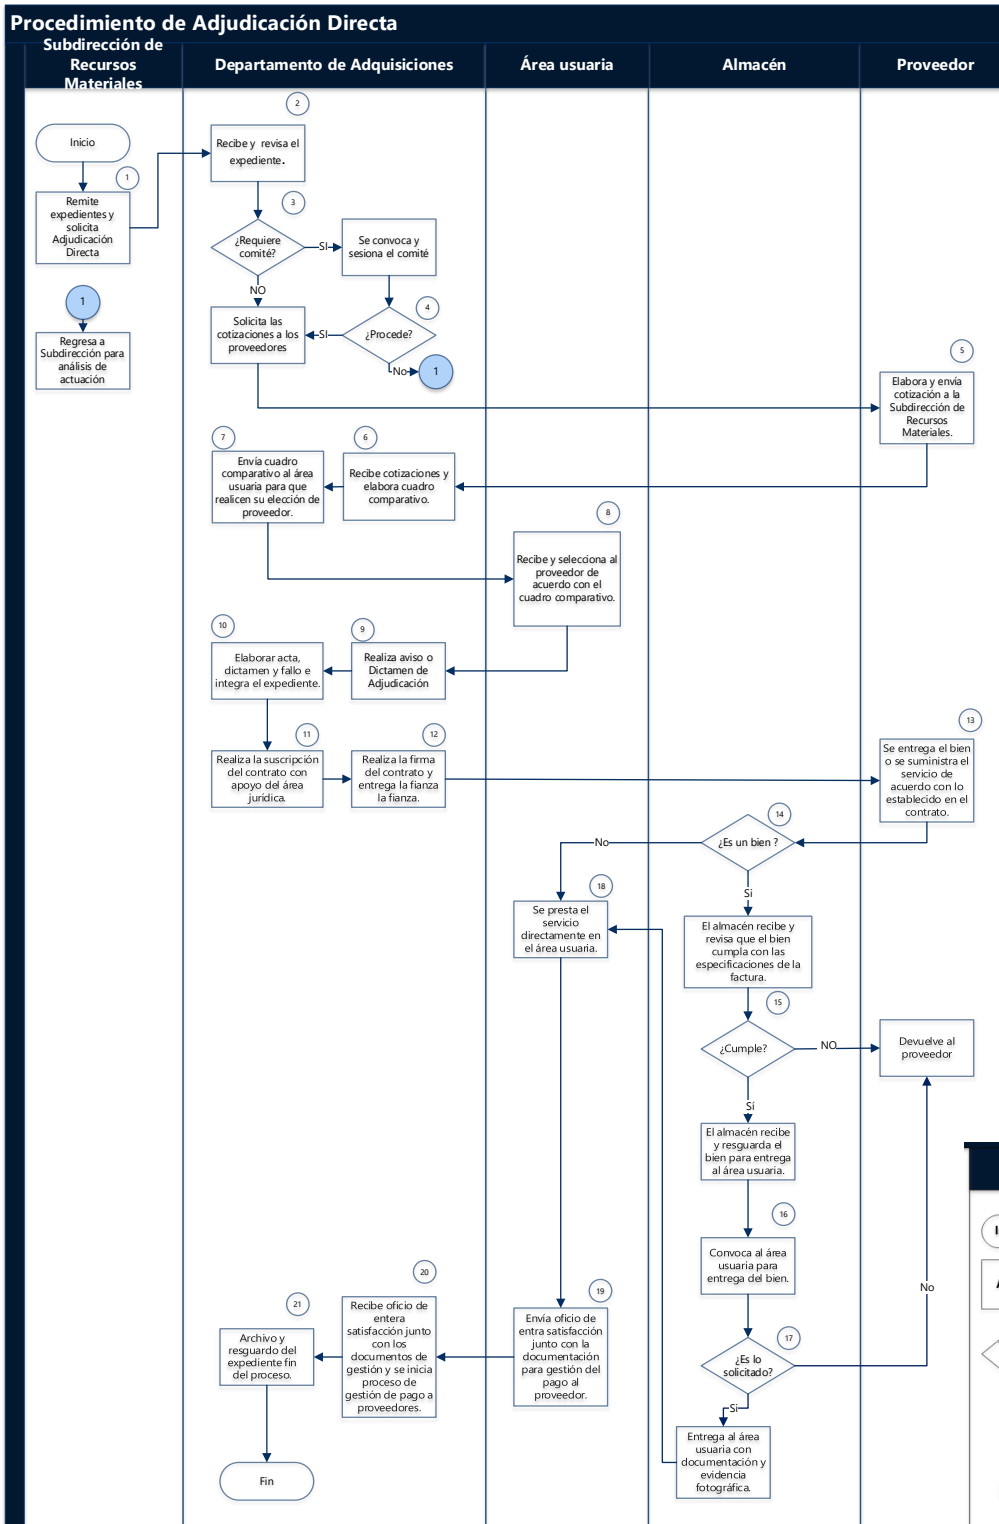 Procedimiento de Adjudicación Directa
Subdirección de
Recursos
Materiales
Departamento de Adquisiciones
Área usuaria
Almacén
Proveedor
Inicio
1
Remite
expedientes y
solicita
Adjudicación
Directa
1
Regresa a
Subdirección para
análisis de
actuación
2
Recibe y revisa el
expediente.
3
¿Requiere
comité?
SI
NO
Se convoca y
sesiona el comité
4
¿Procede?
SI
No
1
Solicita las
cotizaciones a los
proveedores
5
Elabora y envía
cotización a la
Subdirección de
Recursos
Materiales.
6
Recibe cotizaciones y
elabora cuadro
comparativo.
7
Envía cuadro
comparativo al área
usuaria para que
realicen su elección de
proveedor.
8
Recibe y selecciona al
proveedor de
acuerdo con el
cuadro comparativo.
9
Realiza aviso o
Dictamen de
Adjudicación
10
Elaborar acta,
dictamen y fallo e
integra el expediente.
11
Realiza la suscripción
del contrato con
apoyo del área
jurídica.
12
Realiza la firma
del contrato y
entrega la fianza
la fianza.
13
Se entrega el bien
o se suministra el
servicio de
acuerdo con lo
establecido en el
contrato.
14
¿Es un bien ?
No
Si
El almacén recibe y
revisa que el bien
cumpla con las
especificaciones de la
factura.
15
¿Cumple?
NO
Sí
Devuelve al
proveedor
El almacén recibe
y resguarda el
bien para entrega
al área usuaria.
16
Convoca al área
usuaria para
entrega del bien.
17
¿Es lo
solicitado?
No
Si
Entrega al área
usuaria con
documentación y
evidencia
fotográfica.
18
Se presta el
servicio
directamente en
el área usuaria.
19
Envía oficio de
entra satisfacción
junto con la
documentación
para gestión del
pago al
proveedor.
20
Recibe oficio de
entera
satisfacción junto
con los
documentos de
gestión y se inicia
proceso de
gestión de pago a
proveedores.
21
Archivo y
resguardo del
expediente fin
del proceso.
Fin